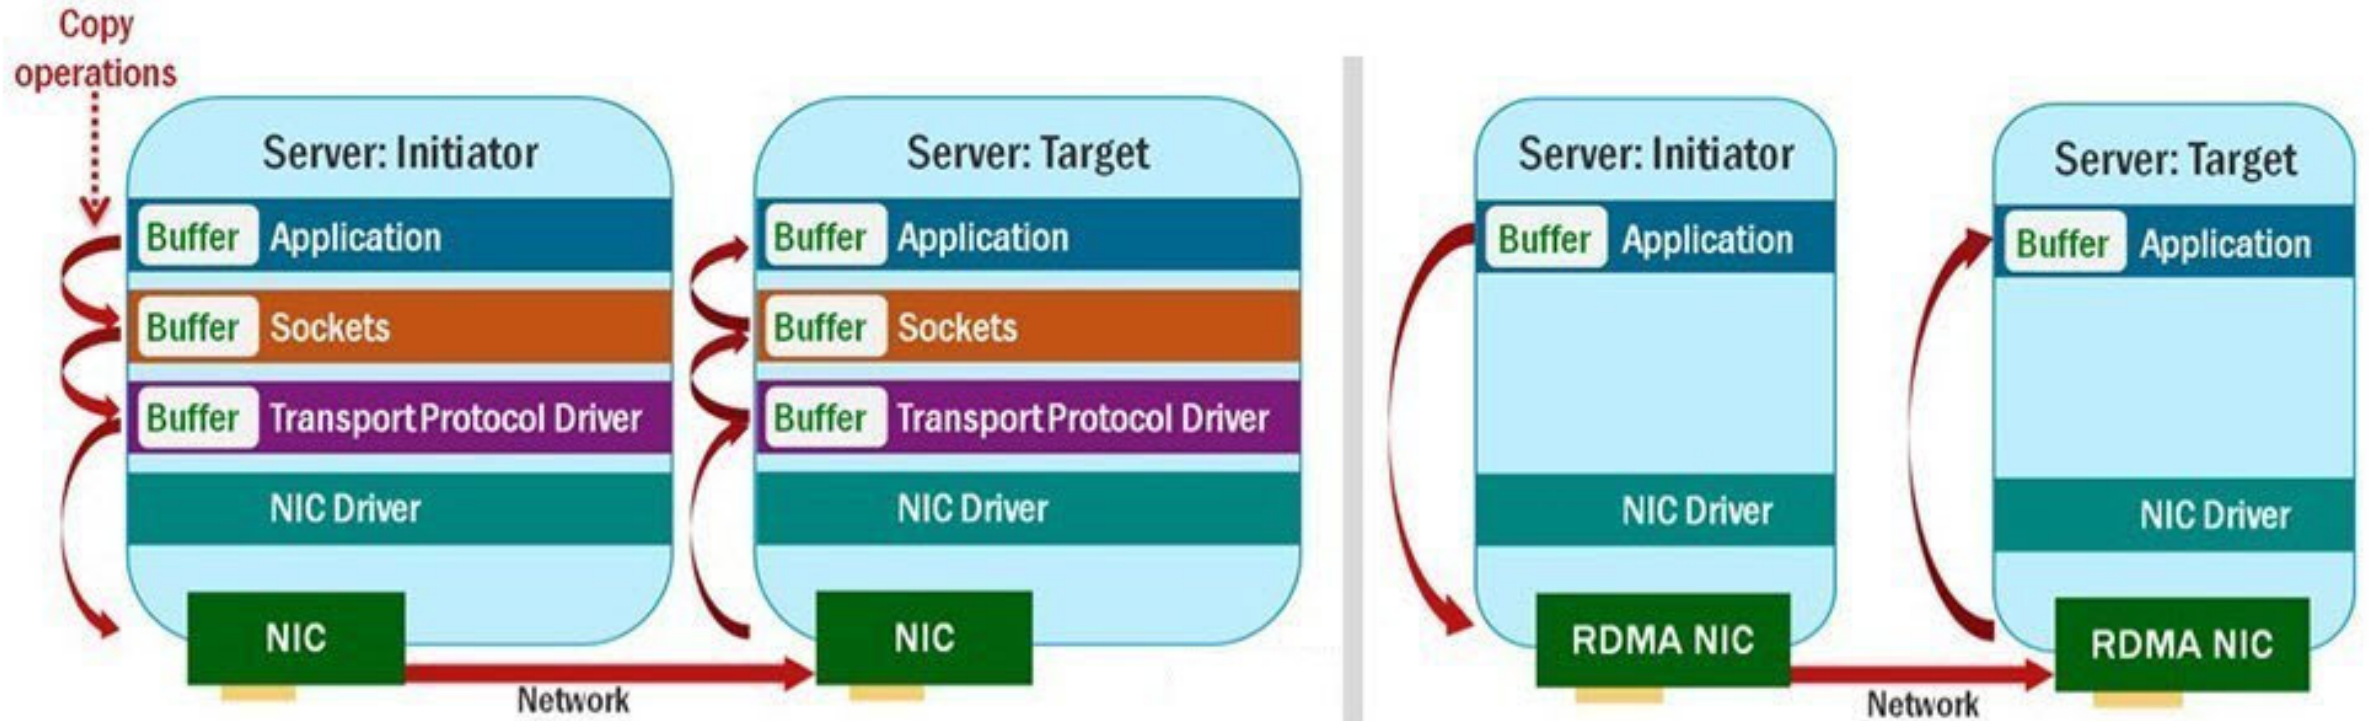 Copy
operations
Server: Initiator
Buffer Application
Buffer Sockets
Buffer Transport Protocol Driver
NIC Driver
NIC
Network
Server: Target
Buffer Application
Buffer Sockets
Buffer Transport Protocol Driver
NIC Driver
NIC
Server: Initiator
Buffer Application
NIC Driver
RDMA NIC
Network
Server: Target
Buffer Application
NIC Driver
RDMA NIC